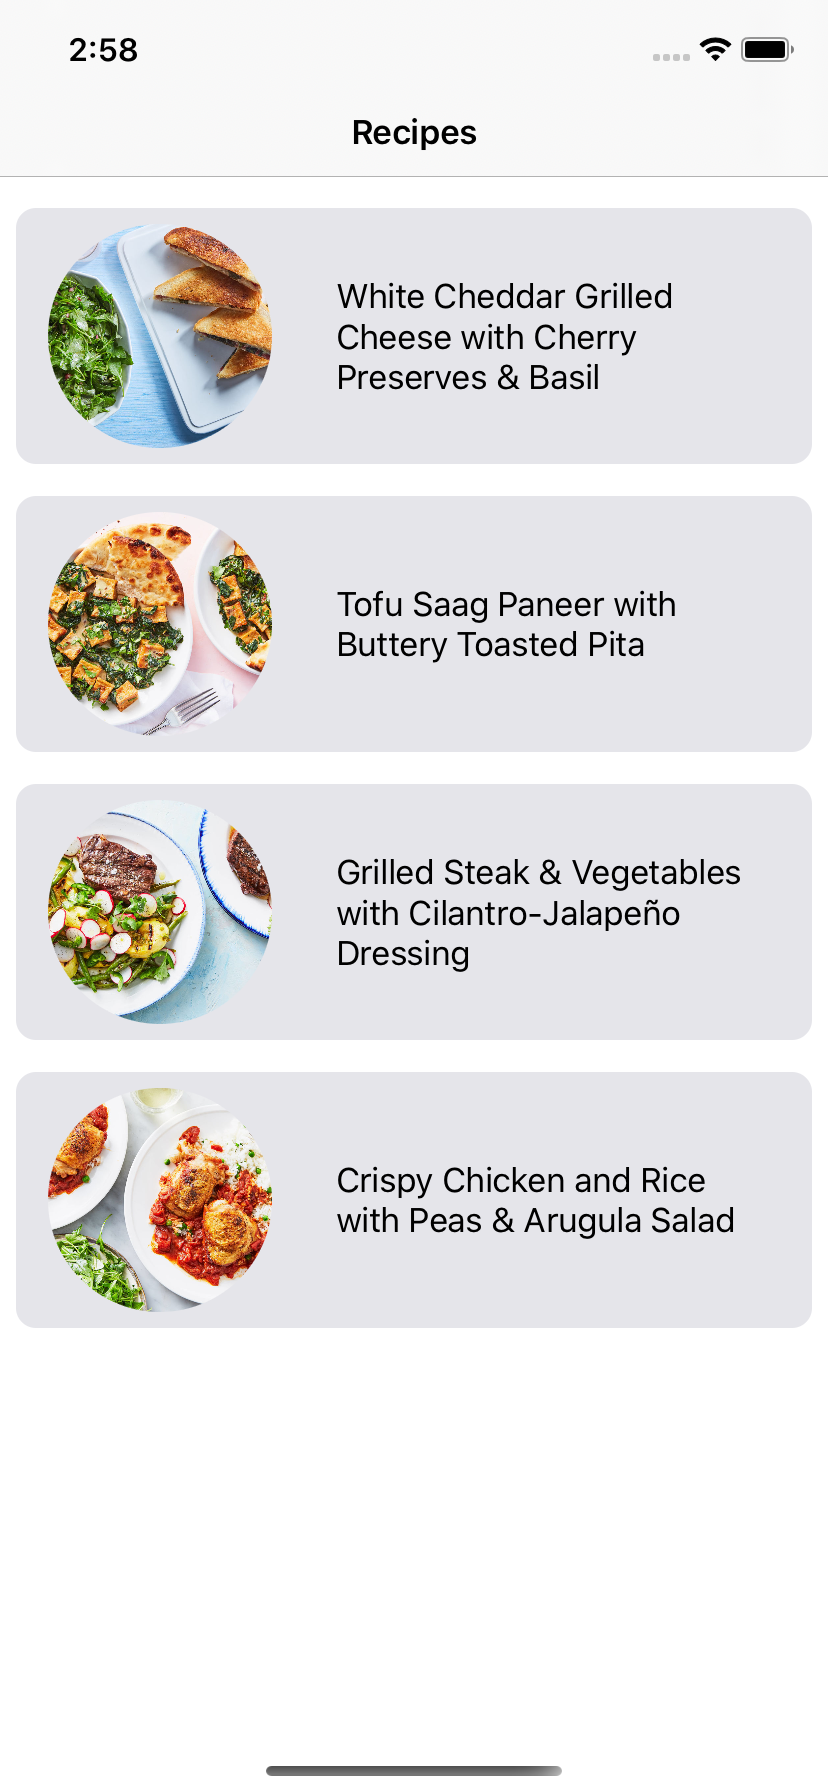 2:58
Recipes
White Cheddar Grilled
Cheese with Cherry
Preserves & Basil
Tofu Saag Paneer with
Buttery Toasted Pita
Grilled Steak & Vegetables
with Cilantro-Jalapeño
Dressing
Crispy Chicken and Rice
with Peas & Arugula Salad